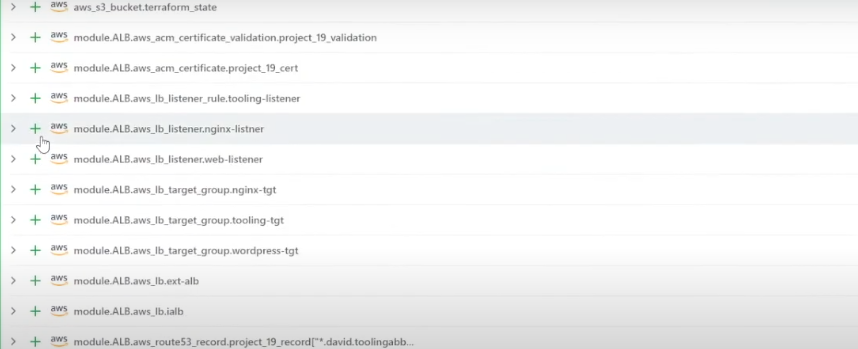 aws aws_s3_bucket.terraform_state
aws module.ALB.aws_acm_certificate_validation.project_19_validation
aws module.ALB.aws_acm_certificate.project_19_cert
aws module.ALB.aws_lb_listener_rule.tooling-listener
aws module.ALB.aws_lb_listener.nginx-listner
aws module.ALB.aws_lb_listener.web-listener
aws module.ALB.aws_lb_target_group.nginx-tgt
aws module.ALB.aws_lb_target_group.tooling-tgt
aws module.ALB.aws_lb_target_group.wordpress-tgt
aws module.ALB.aws_lb.ext-alb
aws module.ALB.aws_lb.ialb
aws module.ALB.aws_route53_record.project_19_record["*.david.toolingabb...